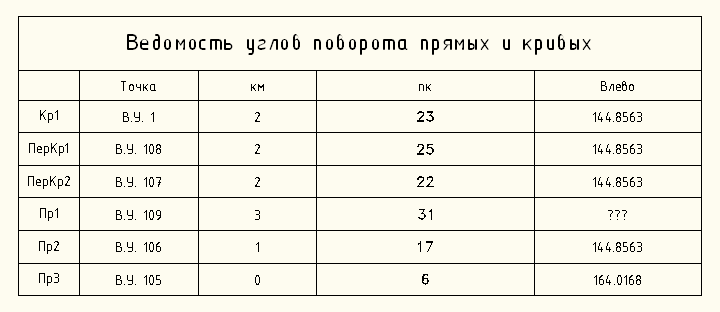 Ведомость углов поворота прямых и кривых
Точка км пк Влево
Кр1 В.У. 1 2 23 144.8563
ПерКр1 В.У. 108 2 25 144.8563
ПерКр2 В.У. 107 2 22 144.8563
Пр1 В.У. 109 3 31 ???
Пр2 В.У. 106 1 17 144.8563
Пр3 В.У. 105 0 6 164.0168